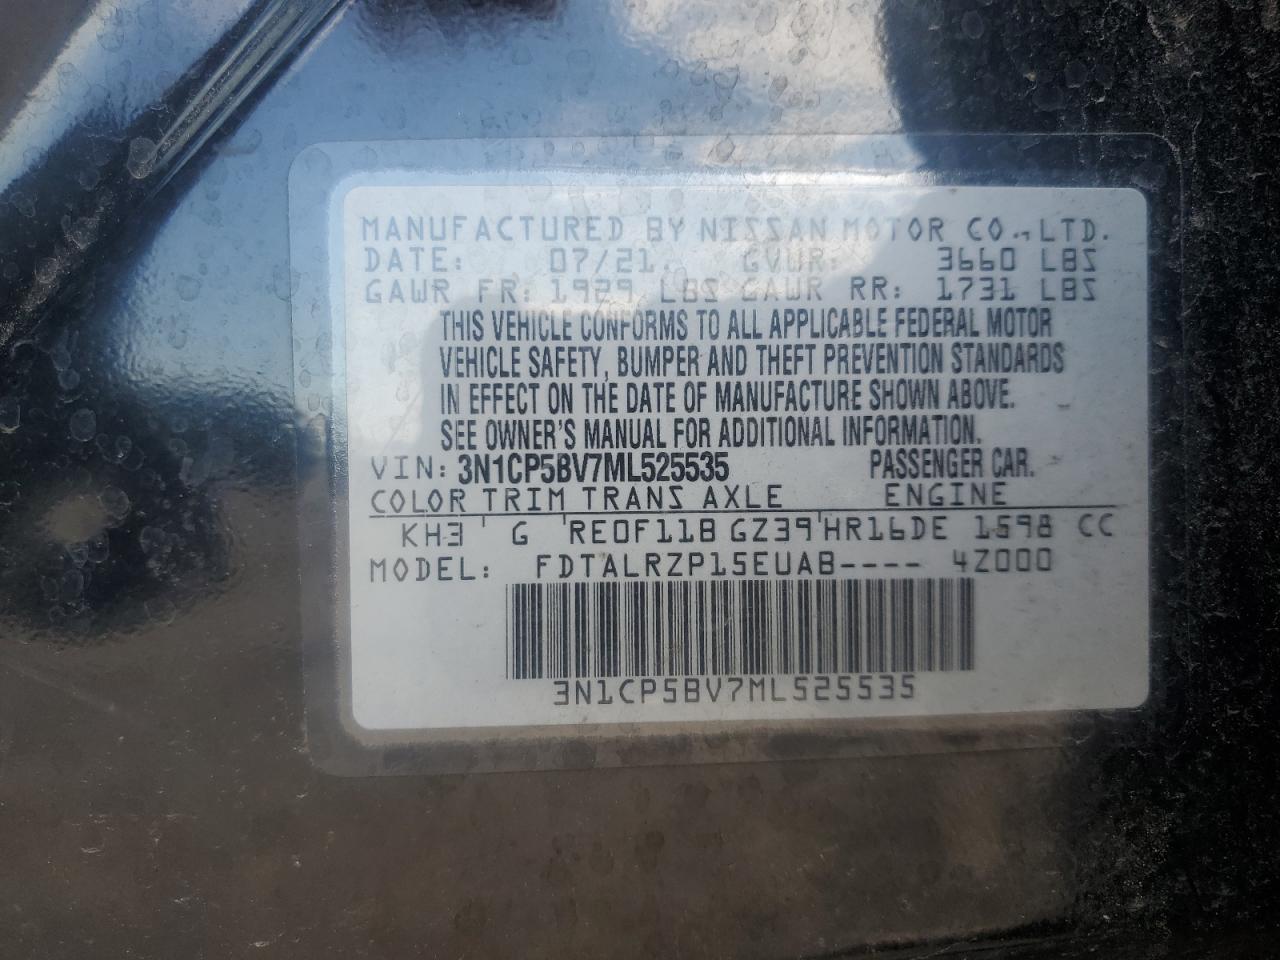 MANUFACTURED BY NISSAN MOTOR CO., LTD.
DATE: 07/21 GVWR: 3660 LBS
GAWR FR: 1929 LBS GAWR RR: 1731 LBS
THIS VEHICLE CONFORMS TO ALL APPLICABLE FEDERAL MOTOR
VEHICLE SAFETY, BUMPER AND THEFT PREVENTION STANDARDS
IN EFFECT ON THE DATE OF MANUFACTURE SHOWN ABOVE.
SEE OWNER'S MANUAL FOR ADDITIONAL INFORMATION.
VIN: 3N1CP5BV7ML525535 PASSENGER CAR.
COLOR TRIM TRANS AXLE ENGINE
KH3 G RE0F11B GZ39 HR16DE 1598 CC
MODEL: FDTALRZP15EUAB---- 4Z000
3N1CP5BV7ML525535